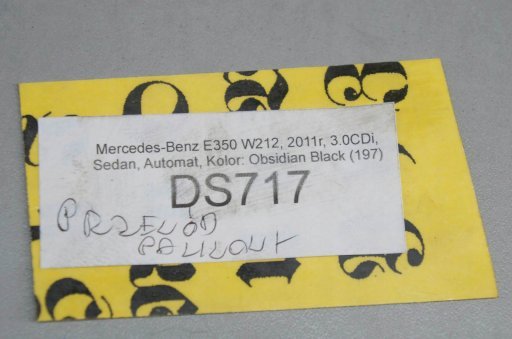 Mercedes-Benz E350 W212, 2011r, 3.0CDi,
Sedan, Automat, Kolor: Obsidian Black (197)
DS717
PRZEWÓD
PALIWOWY